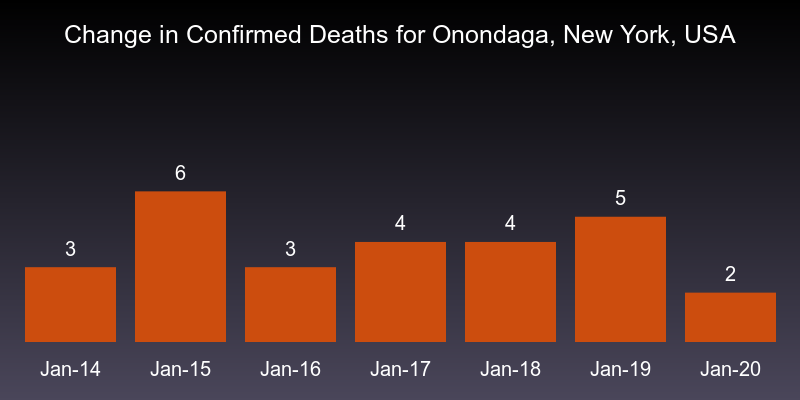 Change in Confirmed Deaths for Onondaga, New York, USA
6
5
4 4
3 3
2
Jan-14 Jan-15 Jan-16 Jan-17 Jan-18 Jan-19 Jan-20